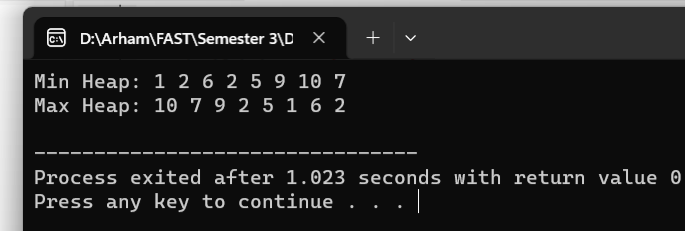 D:\Arham\FAST\Semester 3\D
Min Heap: 1 2 6 2 5 9 10 7
Max Heap: 10 7 9 2 5 1 6 2
--------------------------------
Process exited after 1.023 seconds with return value 0
Press any key to continue . . .